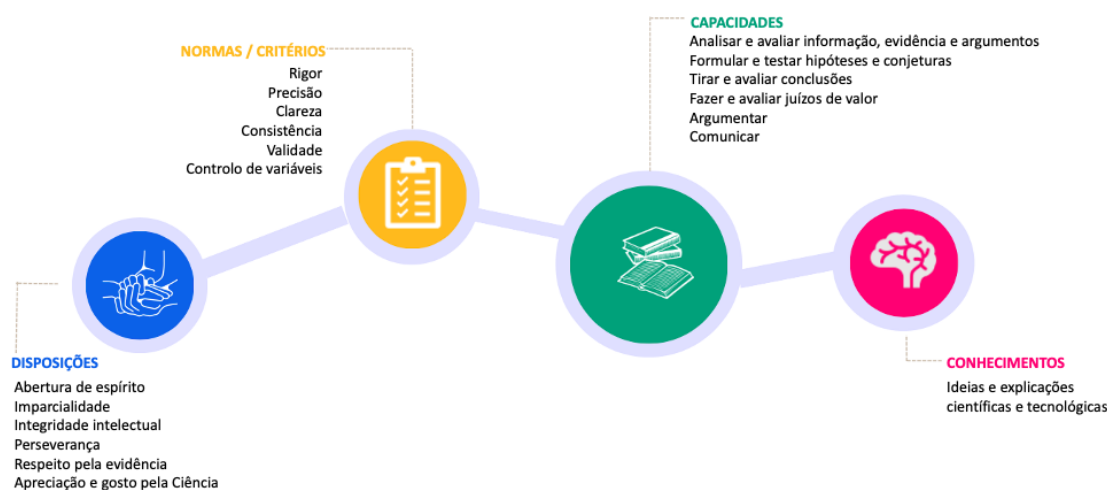 DISPOSIÇÕES
Abertura de espírito
Imparcialidade
Integridade intelectual
Perseverança
Respeito pela evidência
Apreciação e gosto pela Ciência
NORMAS / CRITÉRIOS
Rigor
Precisão
Clareza
Consistência
Validade
Controlo de variáveis
CAPACIDADES
Analisar e avaliar informação, evidência e argumentos
Formular e testar hipóteses e conjeturas
Tirar e avaliar conclusões
Fazer e avaliar juízos de valor
Argumentar
Comunicar
CONHECIMENTOS
Ideias e explicações
científicas e tecnológicas